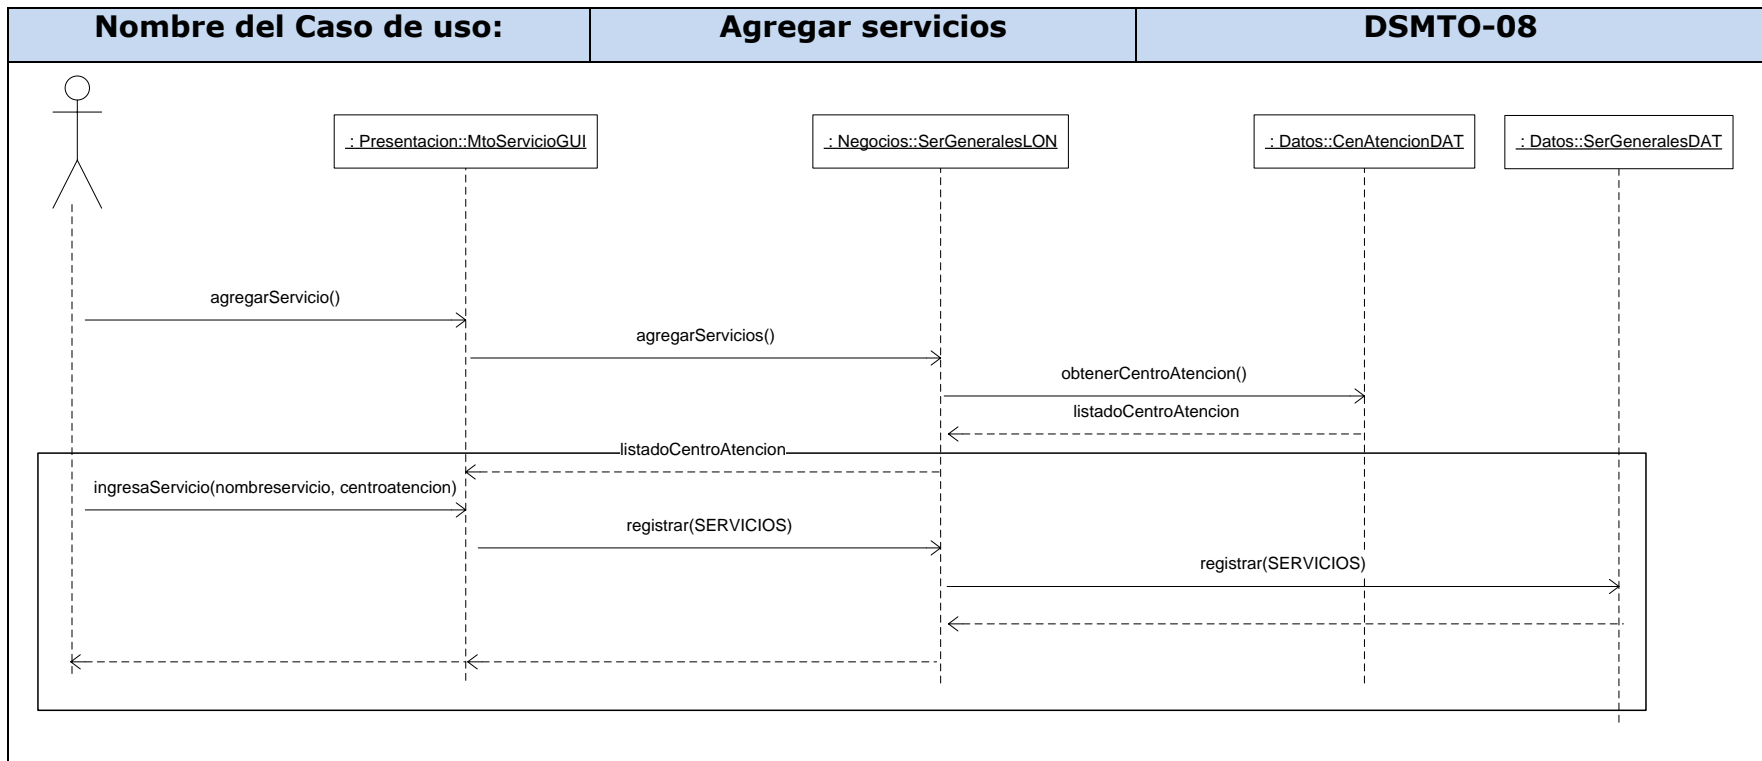 Nombre del Caso de uso:
Agregar servicios
DSMTO-08
: Presentacion::MtoServicioGUI
: Negocios::SerGeneralesLON
: Datos::CenAtencionDAT
: Datos::SerGeneralesDAT
agregarServicio()
agregarServicios()
obtenerCentroAtencion()
listadoCentroAtencion
listadoCentroAtencion
ingresaServicio(nombreservicio, centroatencion)
registrar(SERVICIOS)
registrar(SERVICIOS)